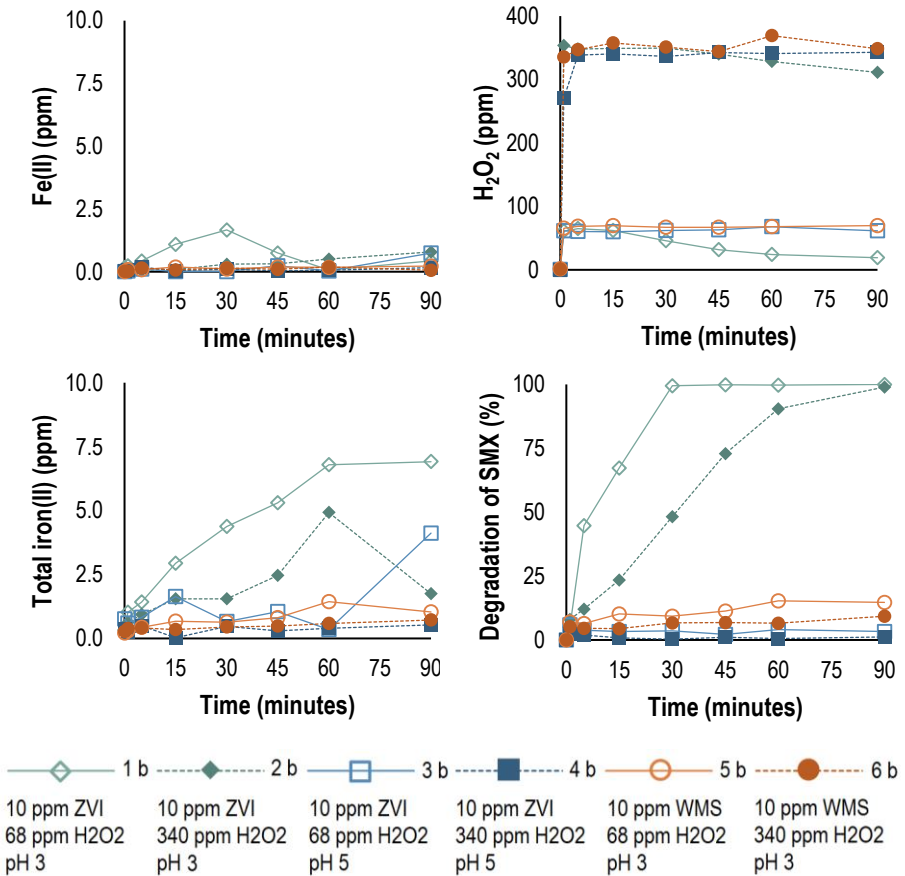 10.0
7.5
5.0
2.5
0.0
Fe(II) (ppm)
0 15 30 45 60 75 90
Time (minutes)
400
300
200
100
0
H₂O₂ (ppm)
0 15 30 45 60 75 90
Time (minutes)
10.0
7.5
5.0
2.5
0.0
Total iron(II) (ppm)
0 15 30 45 60 75 90
Time (minutes)
100
75
50
25
0
Degradation of SMX (%)
0 15 30 45 60 75 90
Time (minutes)
1 b 2 b 3 b 4 b 5 b 6 b
10 ppm ZVI
68 ppm H2O2
pH 3
10 ppm ZVI
340 ppm H2O2
pH 3
10 ppm ZVI
68 ppm H2O2
pH 5
10 ppm ZVI
340 ppm H2O2
pH 5
10 ppm WMS
68 ppm H2O2
pH 3
10 ppm WMS
340 ppm H2O2
pH 3